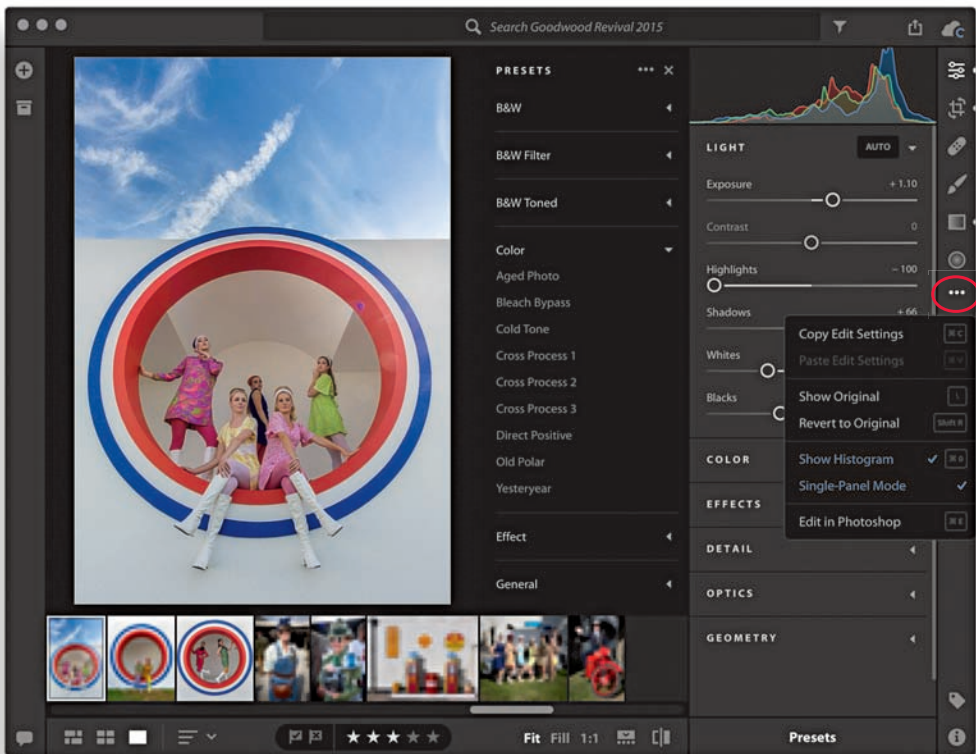 Search Goodwood Revival 2015
PRESETS
B&W
B&W Filter
B&W Toned
Color
Aged Photo
Bleach Bypass
Cold Tone
Cross Process 1
Cross Process 2
Cross Process 3
Direct Positive
Old Polar
Yesteryear
Effect
General
LIGHT AUTO
Exposure + 1.10
Contrast 0
Highlights – 100
Shadows + 66
Whites
Blacks
COLOR
EFFECTS
DETAIL
OPTICS
GEOMETRY
Copy Edit Settings ⌘ C
Paste Edit Settings ⌘ V
Show Original \
Revert to Original Shift R
Show Histogram ⌘ 0
Single-Panel Mode
Edit in Photoshop ⌘ E
Fit Fill 1:1
Presets